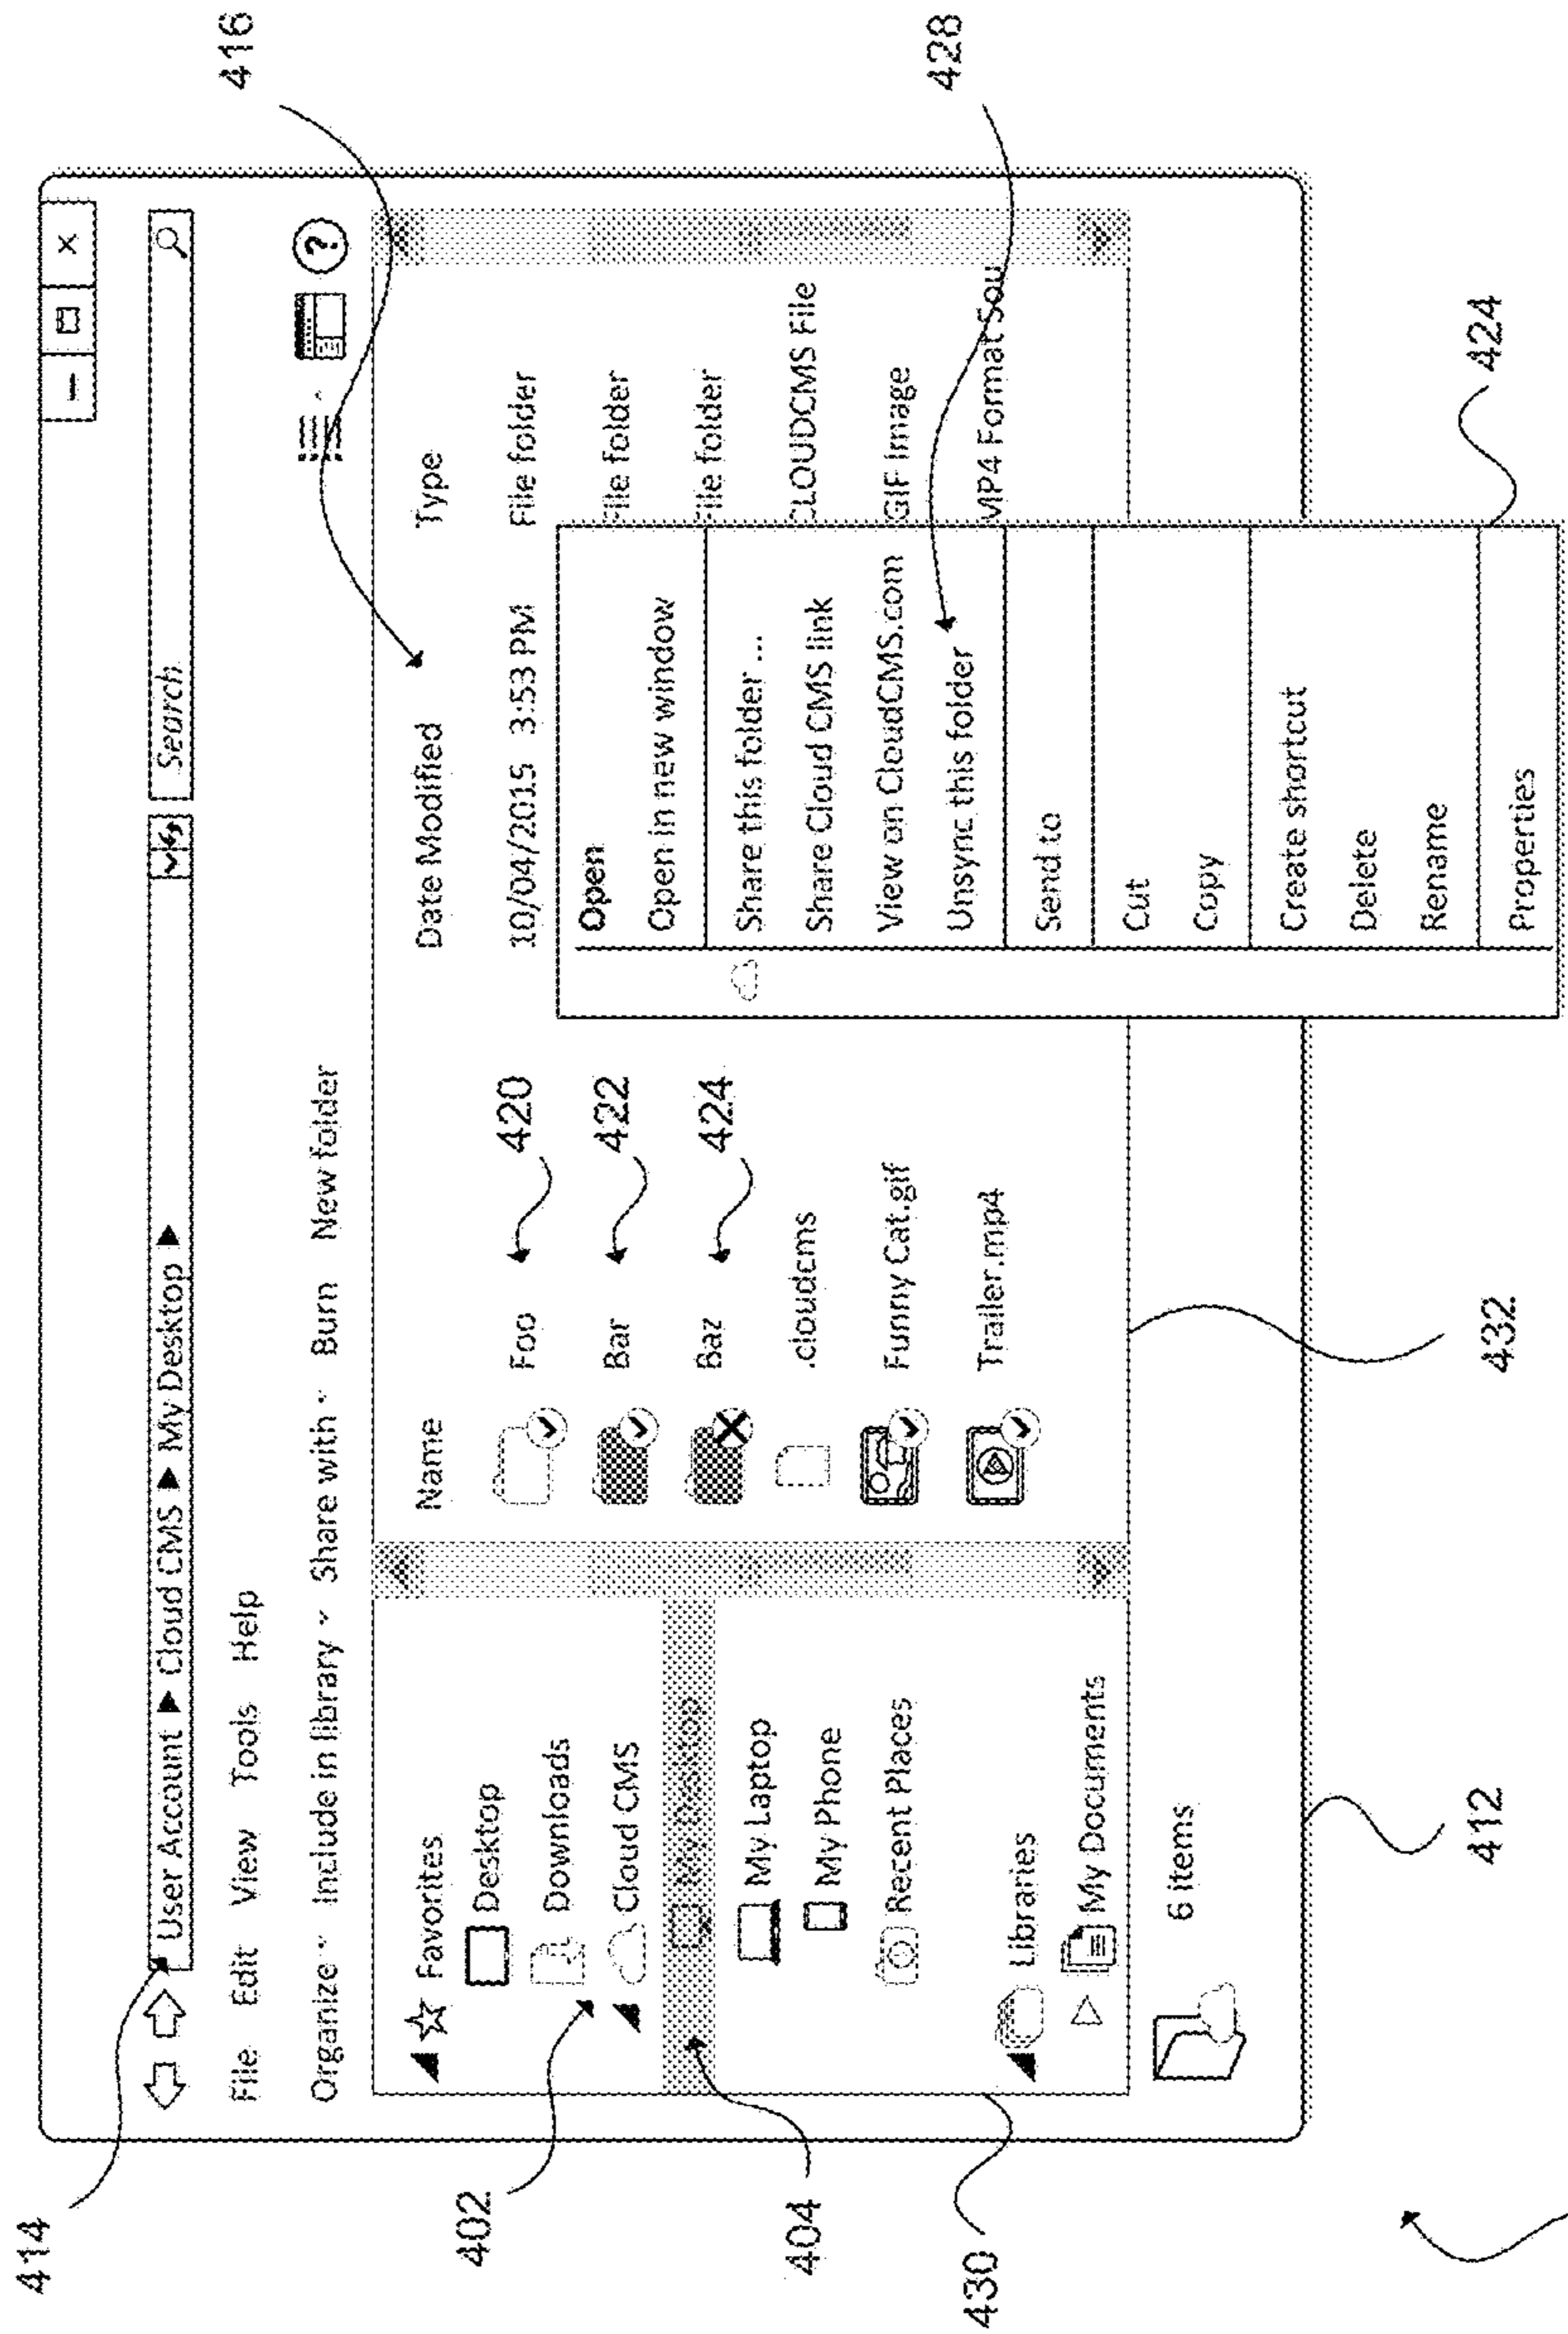 414
416
User Account ▶ Cloud CMS ▶ My Desktop ▶
Search
File Edit View Tools Help
Organize Include in library Share with Burn New folder
?
Favorites
Desktop
Downloads
402
Cloud CMS
404
My Laptop
My Phone
Recent Places
430
Libraries
My Documents
6 items
412
Name Date Modified Type
Foo 420 10/04/2015 3:53 PM File folder
Bar 422 File folder
Baz 424 File folder
.cloudcms CLOUDCMS File
Funny Cat.gif GIF Image
Trailer.mp4 MP4 Format Sou
432
Open
Open in new window
Share this folder ...
Share Cloud CMS link
View on CloudCMS.com
Unsync this folder
428
Send to
Cut
Copy
Create shortcut
Delete
Rename
Properties
424